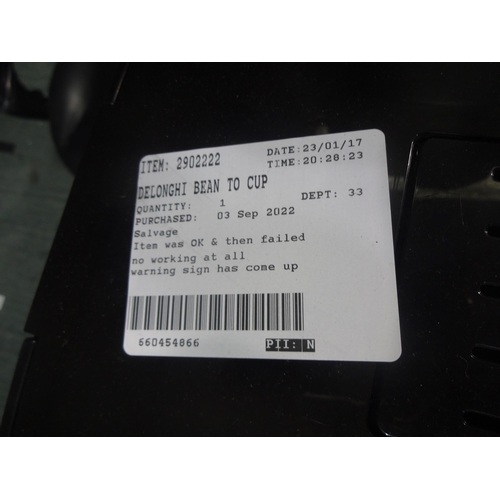 ITEM: 2902222 DATE:23/01/17
TIME:20:28:23
DELONGHI BEAN TO CUP
QUANTITY: 1 DEPT: 33
PURCHASED: 03 Sep 2022
Salvage
Item was OK & then failed
no working at all
warning sign has come up
660454866 PII: N